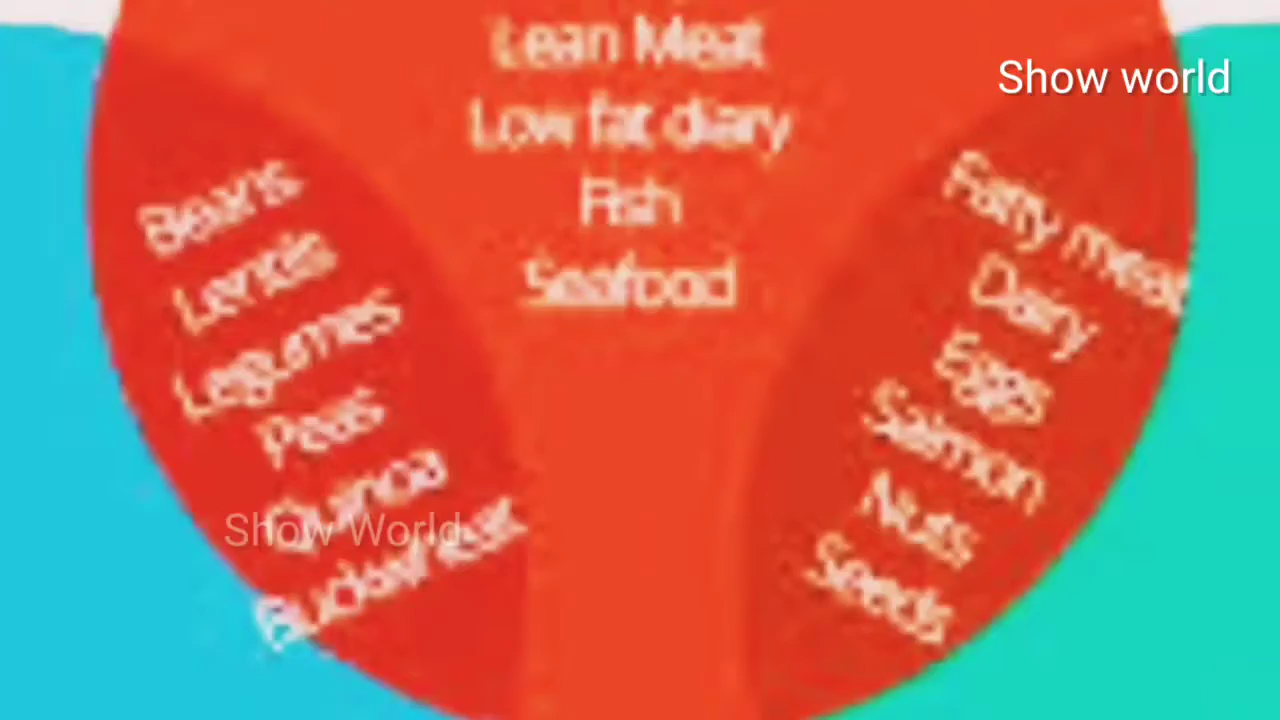 Lean Meat
Low fat diary
Fish
Seafood
Show world
Beans
Lentils
Legumes
Peas
Quinoa
Buckwheat
Show World
Fatty meat
Dairy
Eggs
Salmon
Nuts
Seeds